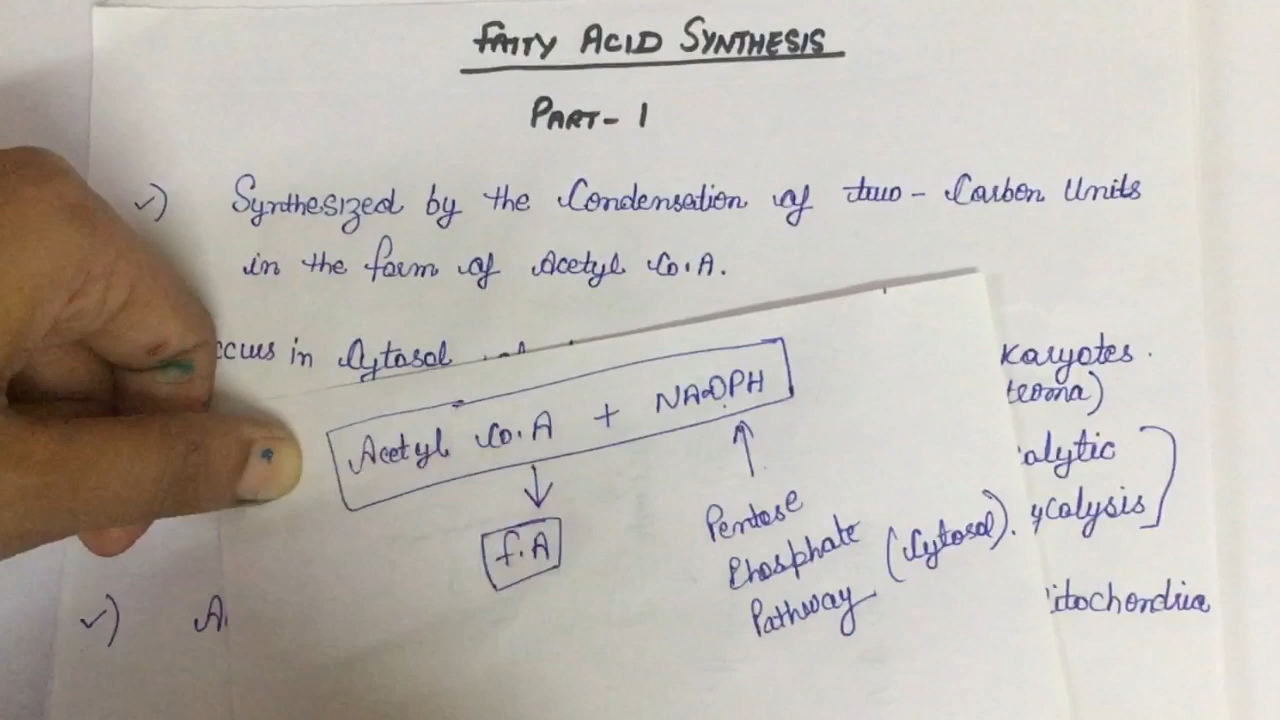 FATTY ACID SYNTHESIS
PART- 1
✓) Synthesized by the Condensation of two - Carbon Units
in the form of Acetyl Co.A.
ccurs in Cytosol
karyotes.
Acetyl Co.A + NADPH
F.A
Pentose
Phosphate (Cytosol).
Pathway
alytic
ycolysis
✓) A
itochondria